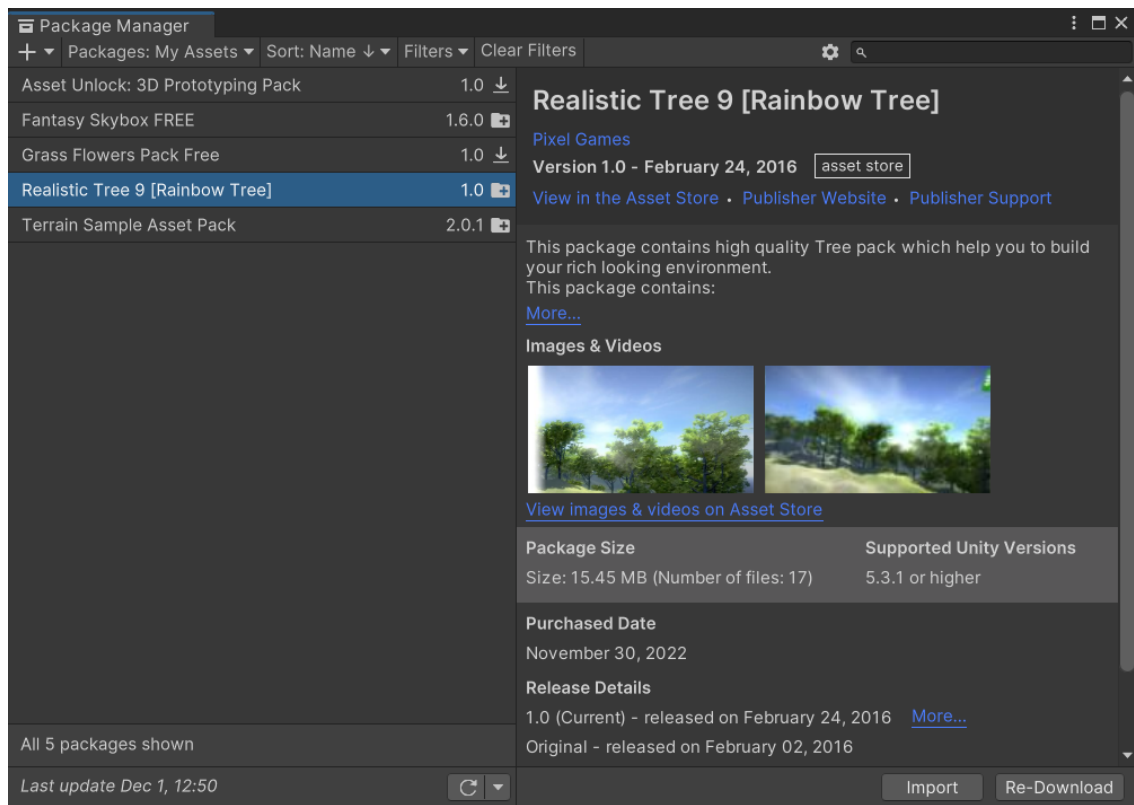 Package Manager
Packages: My Assets Sort: Name ↓ Filters Clear Filters
Asset Unlock: 3D Prototyping Pack 1.0
Fantasy Skybox FREE 1.6.0
Grass Flowers Pack Free 1.0
Realistic Tree 9 [Rainbow Tree] 1.0
Terrain Sample Asset Pack 2.0.1
All 5 packages shown
Last update Dec 1, 12:50
Realistic Tree 9 [Rainbow Tree]
Pixel Games
Version 1.0 - February 24, 2016 asset store
View in the Asset Store • Publisher Website • Publisher Support
This package contains high quality Tree pack which help you to build
your rich looking environment.
This package contains:
More...
Images & Videos
View images & videos on Asset Store
Package Size Supported Unity Versions
Size: 15.45 MB (Number of files: 17) 5.3.1 or higher
Purchased Date
November 30, 2022
Release Details
1.0 (Current) - released on February 24, 2016 More...
Original - released on February 02, 2016
Import Re-Download